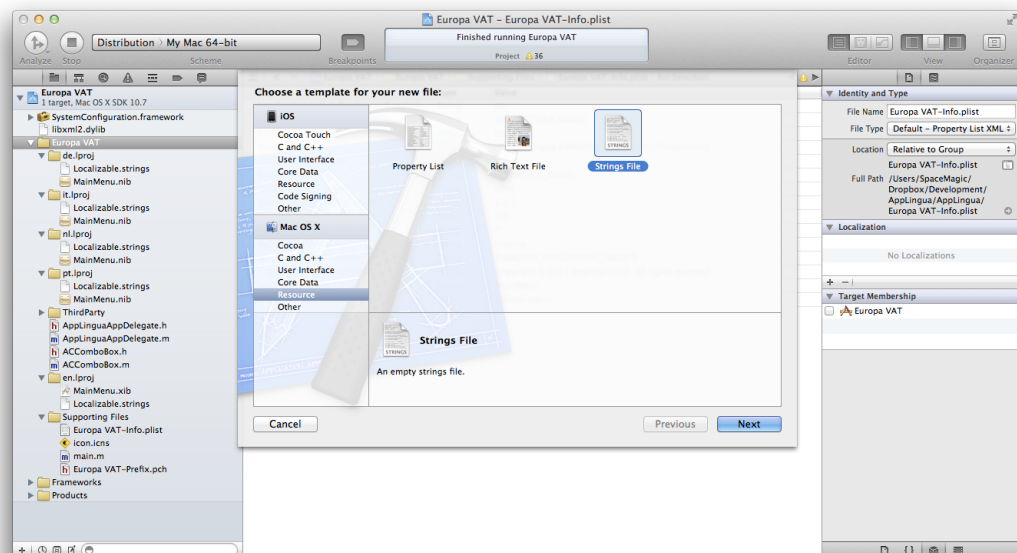 Europa VAT – Europa VAT-Info.plist
Distribution 〉 My Mac 64-bit
Finished running Europa VAT
Project 36
Analyze Stop Scheme Breakpoints Editor View Organizer
Europa VAT
1 target, Mac OS X SDK 10.7
SystemConfiguration.framework
libxml2.dylib
Europa VAT
de.lproj
Localizable.strings
MainMenu.nib
it.lproj
Localizable.strings
MainMenu.nib
nl.lproj
Localizable.strings
MainMenu.nib
pt.lproj
Localizable.strings
MainMenu.nib
ThirdParty
AppLinguaAppDelegate.h
AppLinguaAppDelegate.m
ACComboBox.h
ACComboBox.m
en.lproj
MainMenu.xib
Localizable.strings
Supporting Files
Europa VAT-Info.plist
icon.icns
main.m
Europa VAT-Prefix.pch
Frameworks
Products
Choose a template for your new file:
iOS
Cocoa Touch
C and C++
User Interface
Core Data
Resource
Code Signing
Other
Mac OS X
Cocoa
C and C++
User Interface
Core Data
Resource
Other
Property List
Rich Text File
STRINGS
Strings File
STRINGS
Strings File
An empty strings file.
Cancel
Previous
Next
Identity and Type
File Name Europa VAT-Info.plist
File Type Default – Property List XML
Location Relative to Group
Europa VAT-Info.plist
Full Path /Users/SpaceMagic/
Dropbox/Development/
AppLingua/AppLingua/
Europa VAT-Info.plist
Localization
No Localizations
Target Membership
Europa VAT